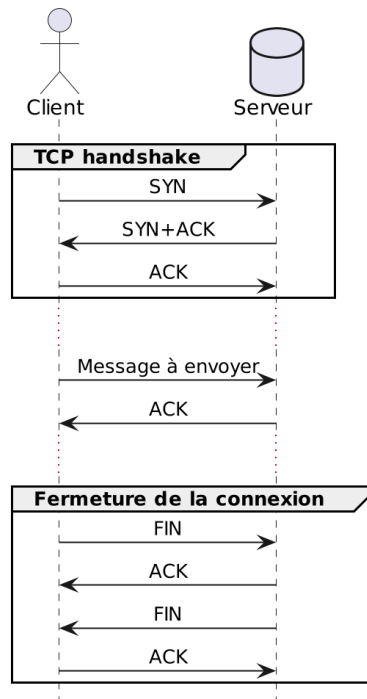 Client
Serveur
TCP handshake
SYN
SYN+ACK
ACK
Message à envoyer
ACK
Fermeture de la connexion
FIN
ACK
FIN
ACK